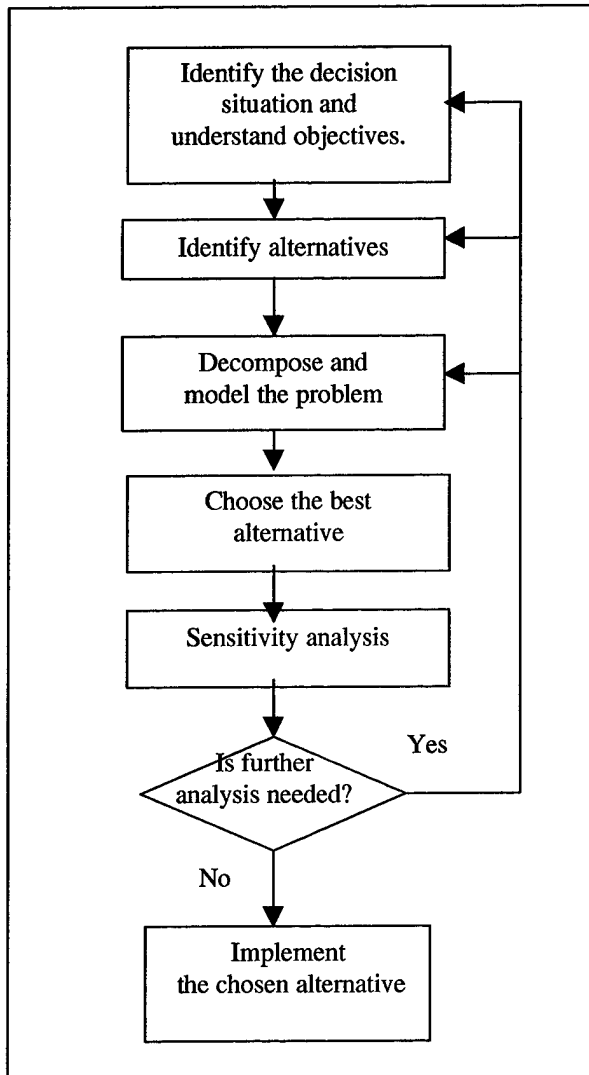 Identify the decision
situation and
understand objectives.
Identify alternatives
Decompose and
model the problem
Choose the best
alternative
Sensitivity analysis
Is further
analysis needed?
Yes
No
Implement
the chosen alternative